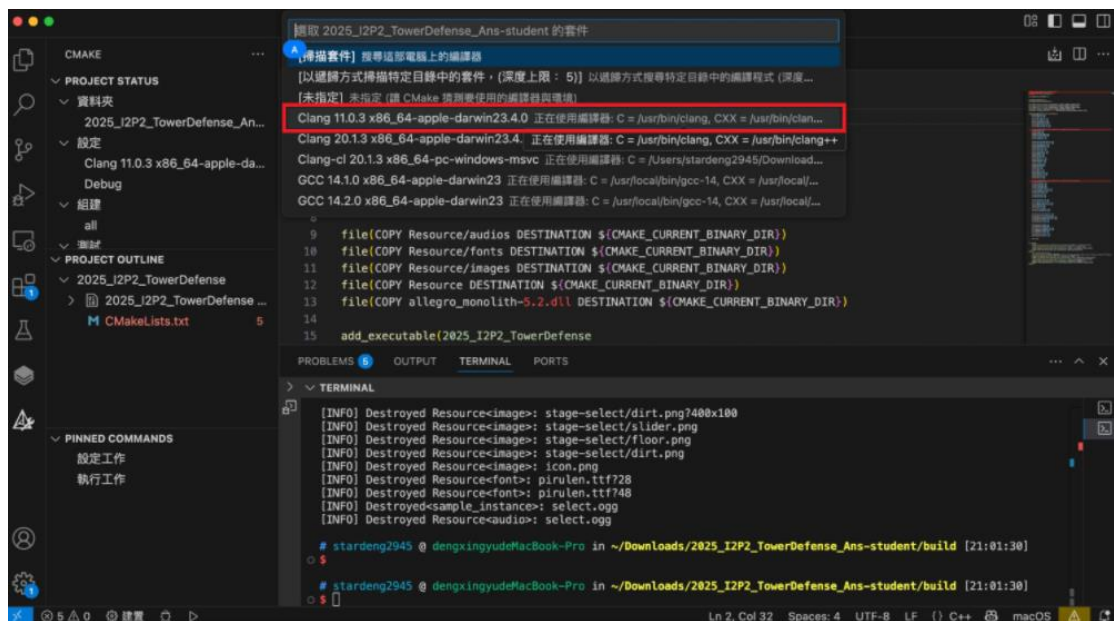 選取 2025_I2P2_TowerDefense_Ans-student 的套件
A
[掃描套件] 搜尋這部電腦上的編譯器
[以遞歸方式掃描特定目錄中的套件，(深度上限： 5)] 以遞歸方式搜尋特定目錄中的編譯程式 (深度...
[未指定] 未指定 (讓 CMake 猜測要使用的編譯器與環境)
Clang 11.0.3 x86_64-apple-darwin23.4.0 正在使用編譯器: C = /usr/bin/clang, CXX = /usr/bin/clan...
Clang 20.1.3 x86_64-apple-darwin23.4.
正在使用編譯器: C = /usr/bin/clang, CXX = /usr/bin/clang++
Clang-cl 20.1.3 x86_64-pc-windows-msvc 正在使用編譯器: C = /Users/stardeng2945/Download...
GCC 14.1.0 x86_64-apple-darwin23 正在使用編譯器: C = /usr/local/bin/gcc-14, CXX = /usr/local/...
GCC 14.2.0 x86_64-apple-darwin23 正在使用編譯器: C = /usr/local/bin/gcc-14, CXX = /usr/local/...
CMAKE
PROJECT STATUS
資料夾
2025_I2P2_TowerDefense_An...
設定
Clang 11.0.3 x86_64-apple-da...
Debug
組建
all
測試
PROJECT OUTLINE
2025_I2P2_TowerDefense
2025_I2P2_TowerDefense ...
M CMakeLists.txt 5
PINNED COMMANDS
設定工作
執行工作
8
9 file(COPY Resource/audios DESTINATION ${CMAKE_CURRENT_BINARY_DIR})
10 file(COPY Resource/fonts DESTINATION ${CMAKE_CURRENT_BINARY_DIR})
11 file(COPY Resource/images DESTINATION ${CMAKE_CURRENT_BINARY_DIR})
12 file(COPY Resource DESTINATION ${CMAKE_CURRENT_BINARY_DIR})
13 file(COPY allegro_monolith-5.2.dll DESTINATION ${CMAKE_CURRENT_BINARY_DIR})
14
15 add_executable(2025_I2P2_TowerDefense
PROBLEMS 5 OUTPUT TERMINAL PORTS
TERMINAL
[INFO] Destroyed Resource<image>: stage-select/dirt.png?400x100
[INFO] Destroyed Resource<image>: stage-select/slider.png
[INFO] Destroyed Resource<image>: stage-select/floor.png
[INFO] Destroyed Resource<image>: stage-select/dirt.png
[INFO] Destroyed Resource<image>: icon.png
[INFO] Destroyed Resource<font>: pirulen.ttf?28
[INFO] Destroyed Resource<font>: pirulen.ttf?48
[INFO] Destroyed<sample_instance>: select.ogg
[INFO] Destroyed Resource<audio>: select.ogg
# stardeng2945 @ dengxingyudeMacBook-Pro in ~/Downloads/2025_I2P2_TowerDefense_Ans-student/build [21:01:30]
$
# stardeng2945 @ dengxingyudeMacBook-Pro in ~/Downloads/2025_I2P2_TowerDefense_Ans-student/build [21:01:30]
$
1
1
5 0 建置 Ln 2, Col 32 Spaces: 4 UTF-8 LF {} C++ macOS